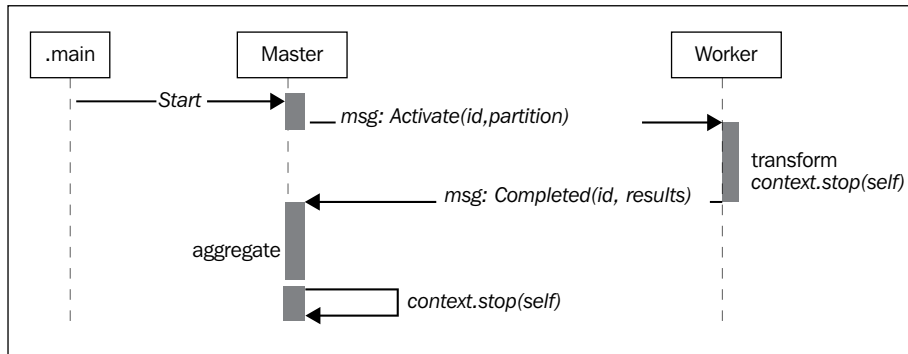 .main
Master
Worker
Start
msg: Activate(id,partition)
transform
context.stop(self)
msg: Completed(id, results)
aggregate
context.stop(self)